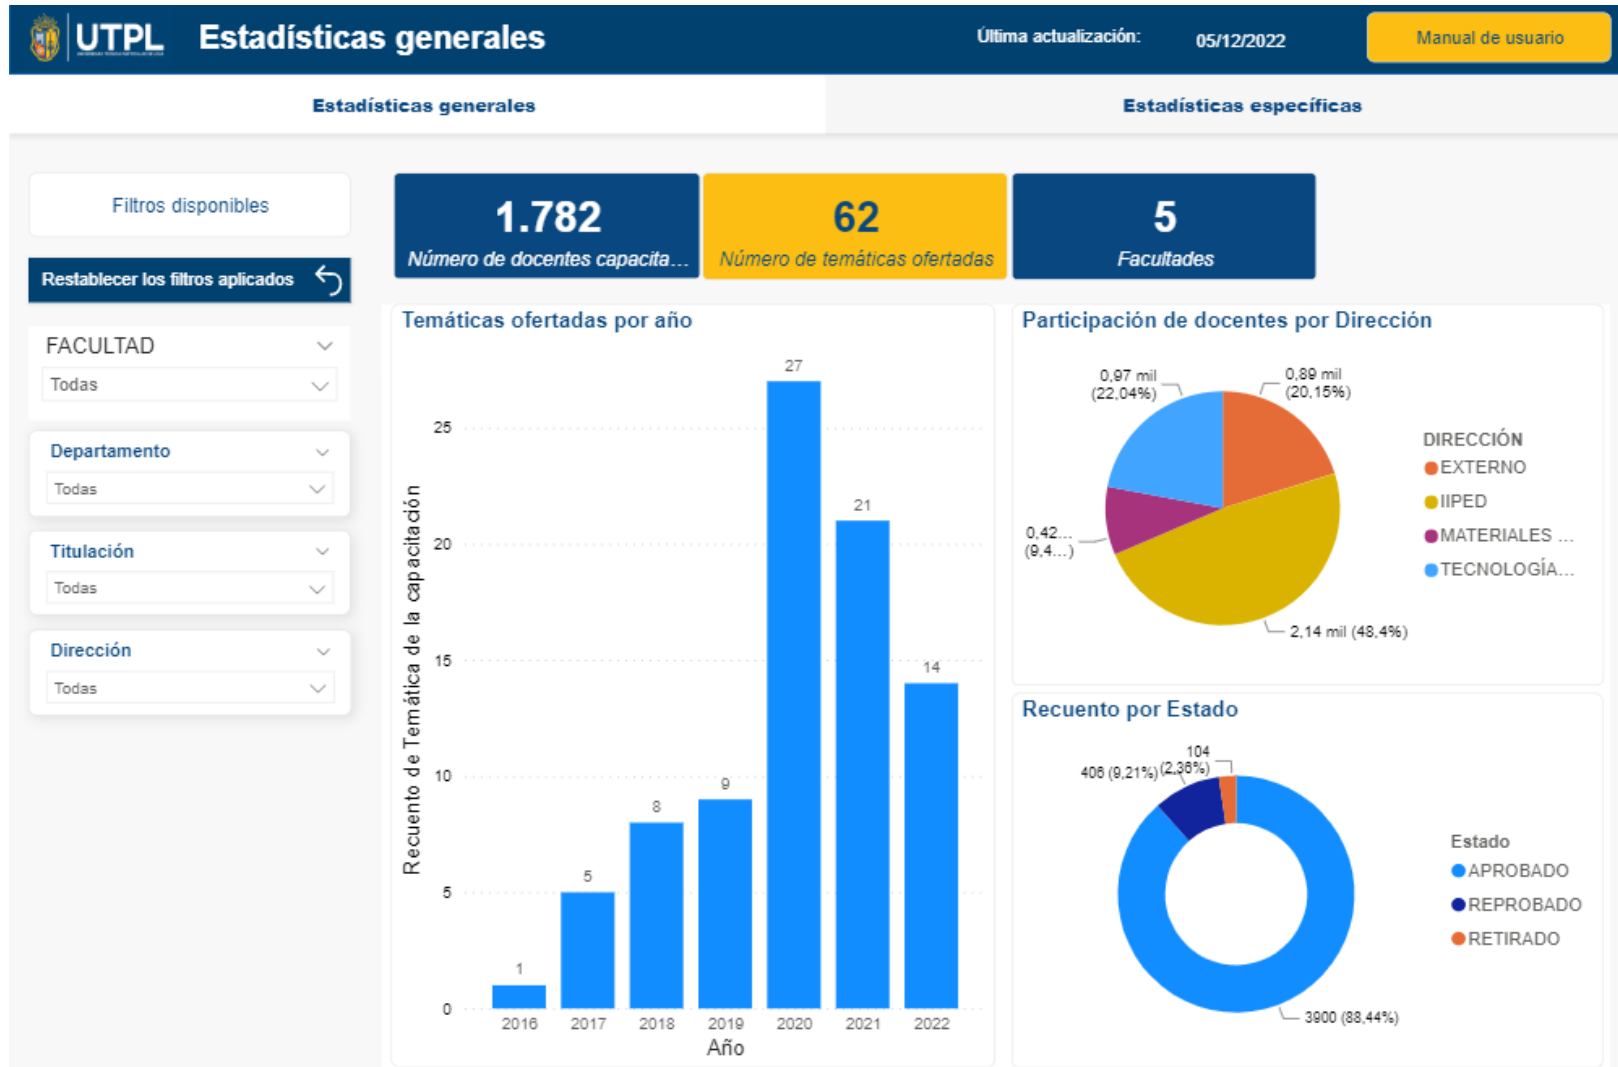 UTPL
Estadísticas generales
Última actualización:
05/12/2022
Manual de usuario
Estadísticas generales
Estadísticas específicas
Filtros disponibles
Restablecer los filtros aplicados
FACULTAD
Todas
Departamento
Todas
Titulación
Todas
Dirección
Todas
1.782
Número de docentes capacita...
62
Número de temáticas ofertadas
5
Facultades
Temáticas ofertadas por año
Recuento de Temática de la capacitación
25
20
15
10
5
0
1
5
8
9
27
21
14
2016
2017
2018
2019
2020
2021
2022
Año
Participación de docentes por Dirección
0,97 mil
(22,04%)
0,89 mil
(20,15%)
0,42...
(9,4...)
2,14 mil (48,4%)
DIRECCIÓN
EXTERNO
IIPED
MATERIALES ...
TECNOLOGÍA...
Recuento por Estado
104
(2,36%)
406 (9,21%)
3900 (88,44%)
Estado
APROBADO
REPROBADO
RETIRADO